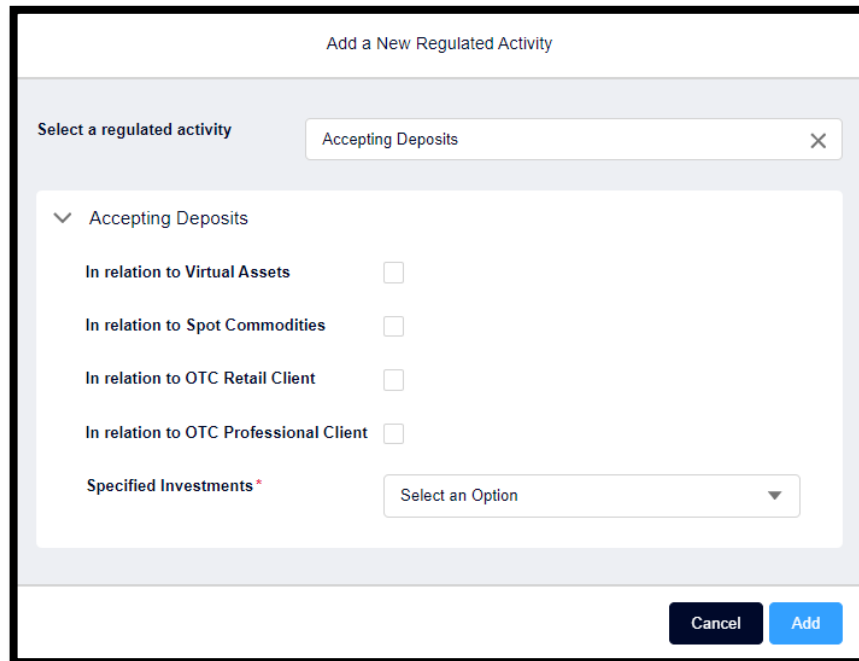 Add a New Regulated Activity
Select a regulated activity
Accepting Deposits
Accepting Deposits
In relation to Virtual Assets
In relation to Spot Commodities
In relation to OTC Retail Client
In relation to OTC Professional Client
Specified Investments*
Select an Option
Cancel
Add